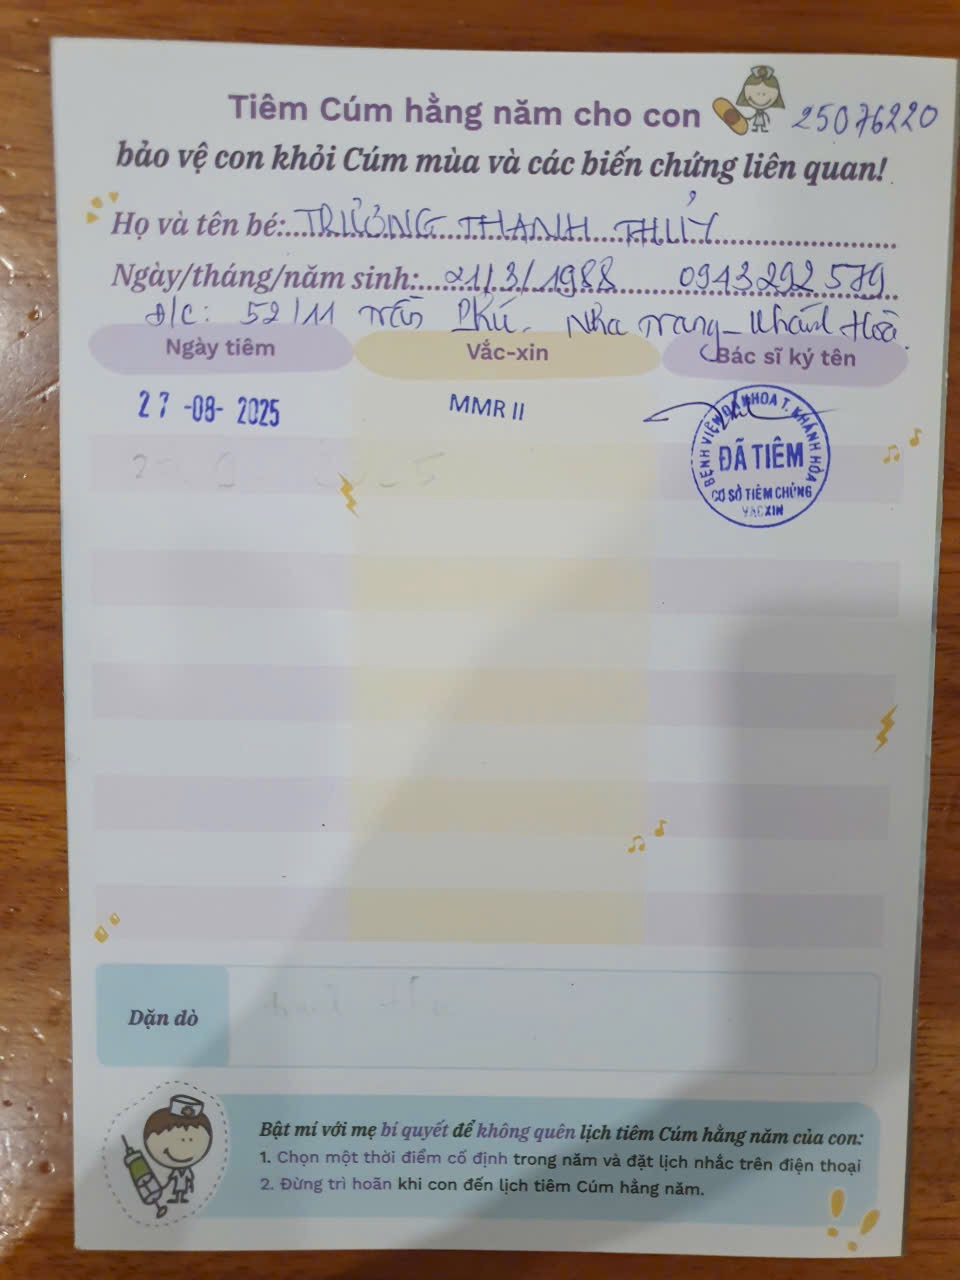 Tiêm Cúm hằng năm cho con
25076220
bảo vệ con khỏi Cúm mùa và các biến chứng liên quan!
Họ và tên bé: TRƯƠNG THANH THỦY
Ngày/tháng/năm sinh: 21/3/1988 0943292579
Đ/c: 52/11 Trần Phú. Nha Trang - Khánh Hoà
Ngày tiêm Vắc-xin Bác sĩ ký tên
27 -08- 2025 MMR II
BỆNH VIỆN ĐA KHOA T. KHÁNH HÒA
ĐÃ TIÊM
CƠ SỞ TIÊM CHỦNG
VACXIN
Dặn dò
Bật mí với mẹ bí quyết để không quên lịch tiêm Cúm hằng năm của con:
1. Chọn một thời điểm cố định trong năm và đặt lịch nhắc trên điện thoại
2. Đừng trì hoãn khi con đến lịch tiêm Cúm hằng năm.